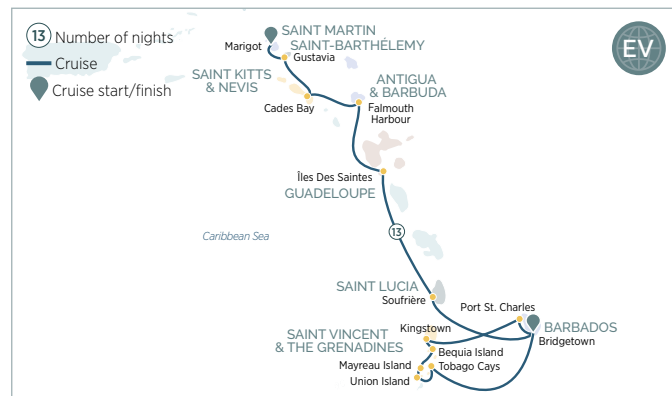 13 Number of nights
Cruise
Cruise start/finish
EV
SAINT MARTIN
Marigot
SAINT-BARTHÉLEMY
Gustavia
SAINT KITTS
& NEVIS
Cades Bay
ANTIGUA
& BARBUDA
Falmouth
Harbour
Îles Des Saintes
GUADELOUPE
Caribbean Sea
13
SAINT LUCIA
Soufrière
Port St. Charles
BARBADOS
Bridgetown
Kingstown
SAINT VINCENT
& THE GRENADINES
Bequia Island
Mayreau Island
Tobago Cays
Union Island